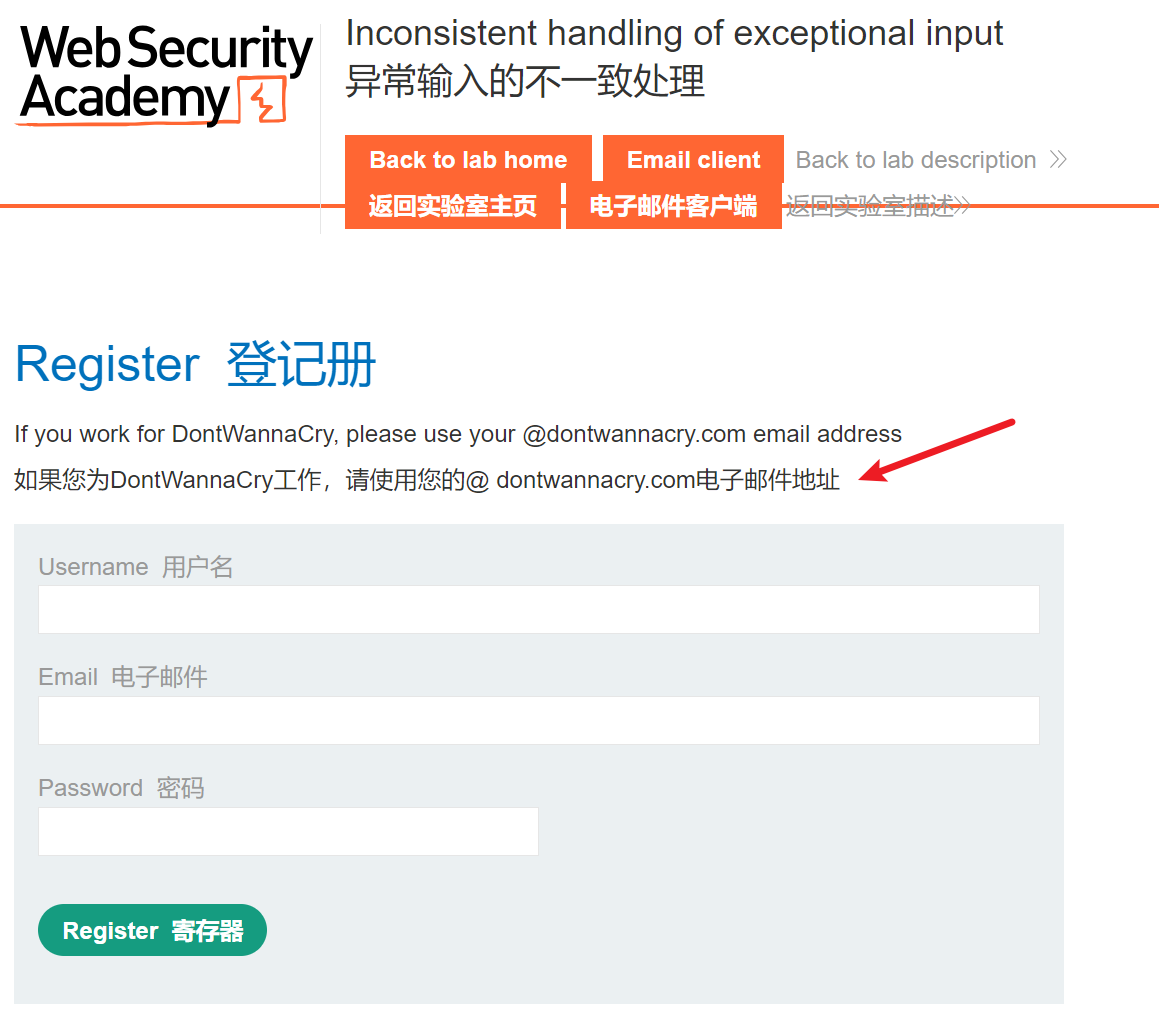 Web Security
Academy
Inconsistent handling of exceptional input
异常输入的不一致处理
Back to lab home Email client Back to lab description
返回实验室主页 电子邮件客户端 返回实验室描述
Register 登记册
If you work for DontWannaCry, please use your @dontwannacry.com email address
如果您为DontWannaCry工作，请使用您的@ dontwannacry.com电子邮件地址
Username 用户名
Email 电子邮件
Password 密码
Register 寄存器